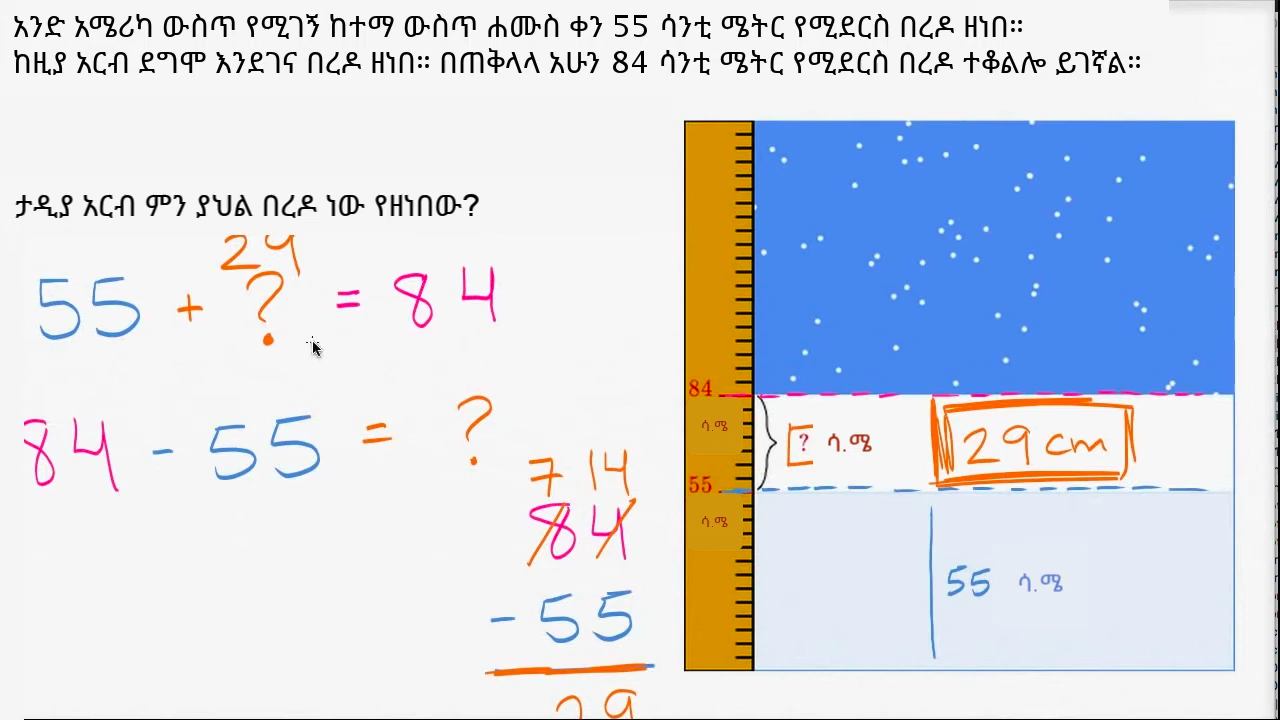 አንድ አሜሪካ ውስጥ የሚገኝ ከተማ ውስጥ ሐሙስ ቀን 55 ሳንቲ ሜትር የሚደርስ በረዶ ዘነበ።
ከዚያ አርብ ደግሞ እንደገና በረዶ ዘነበ። በጠቅላላ አሁን 84 ሳንቲ ሜትር የሚደርስ በረዶ ተቆልሎ ይገኛል።
ታዲያ አርብ ምን ያህል በረዶ ነው የዘነበው?
29
55 + ? = 84
84 - 55 = ?
7 14
84
- 55
29
84
ሳ.ሜ
? ሳ.ሜ
29 cm
55
ሳ.ሜ
55 ሳ.ሜ